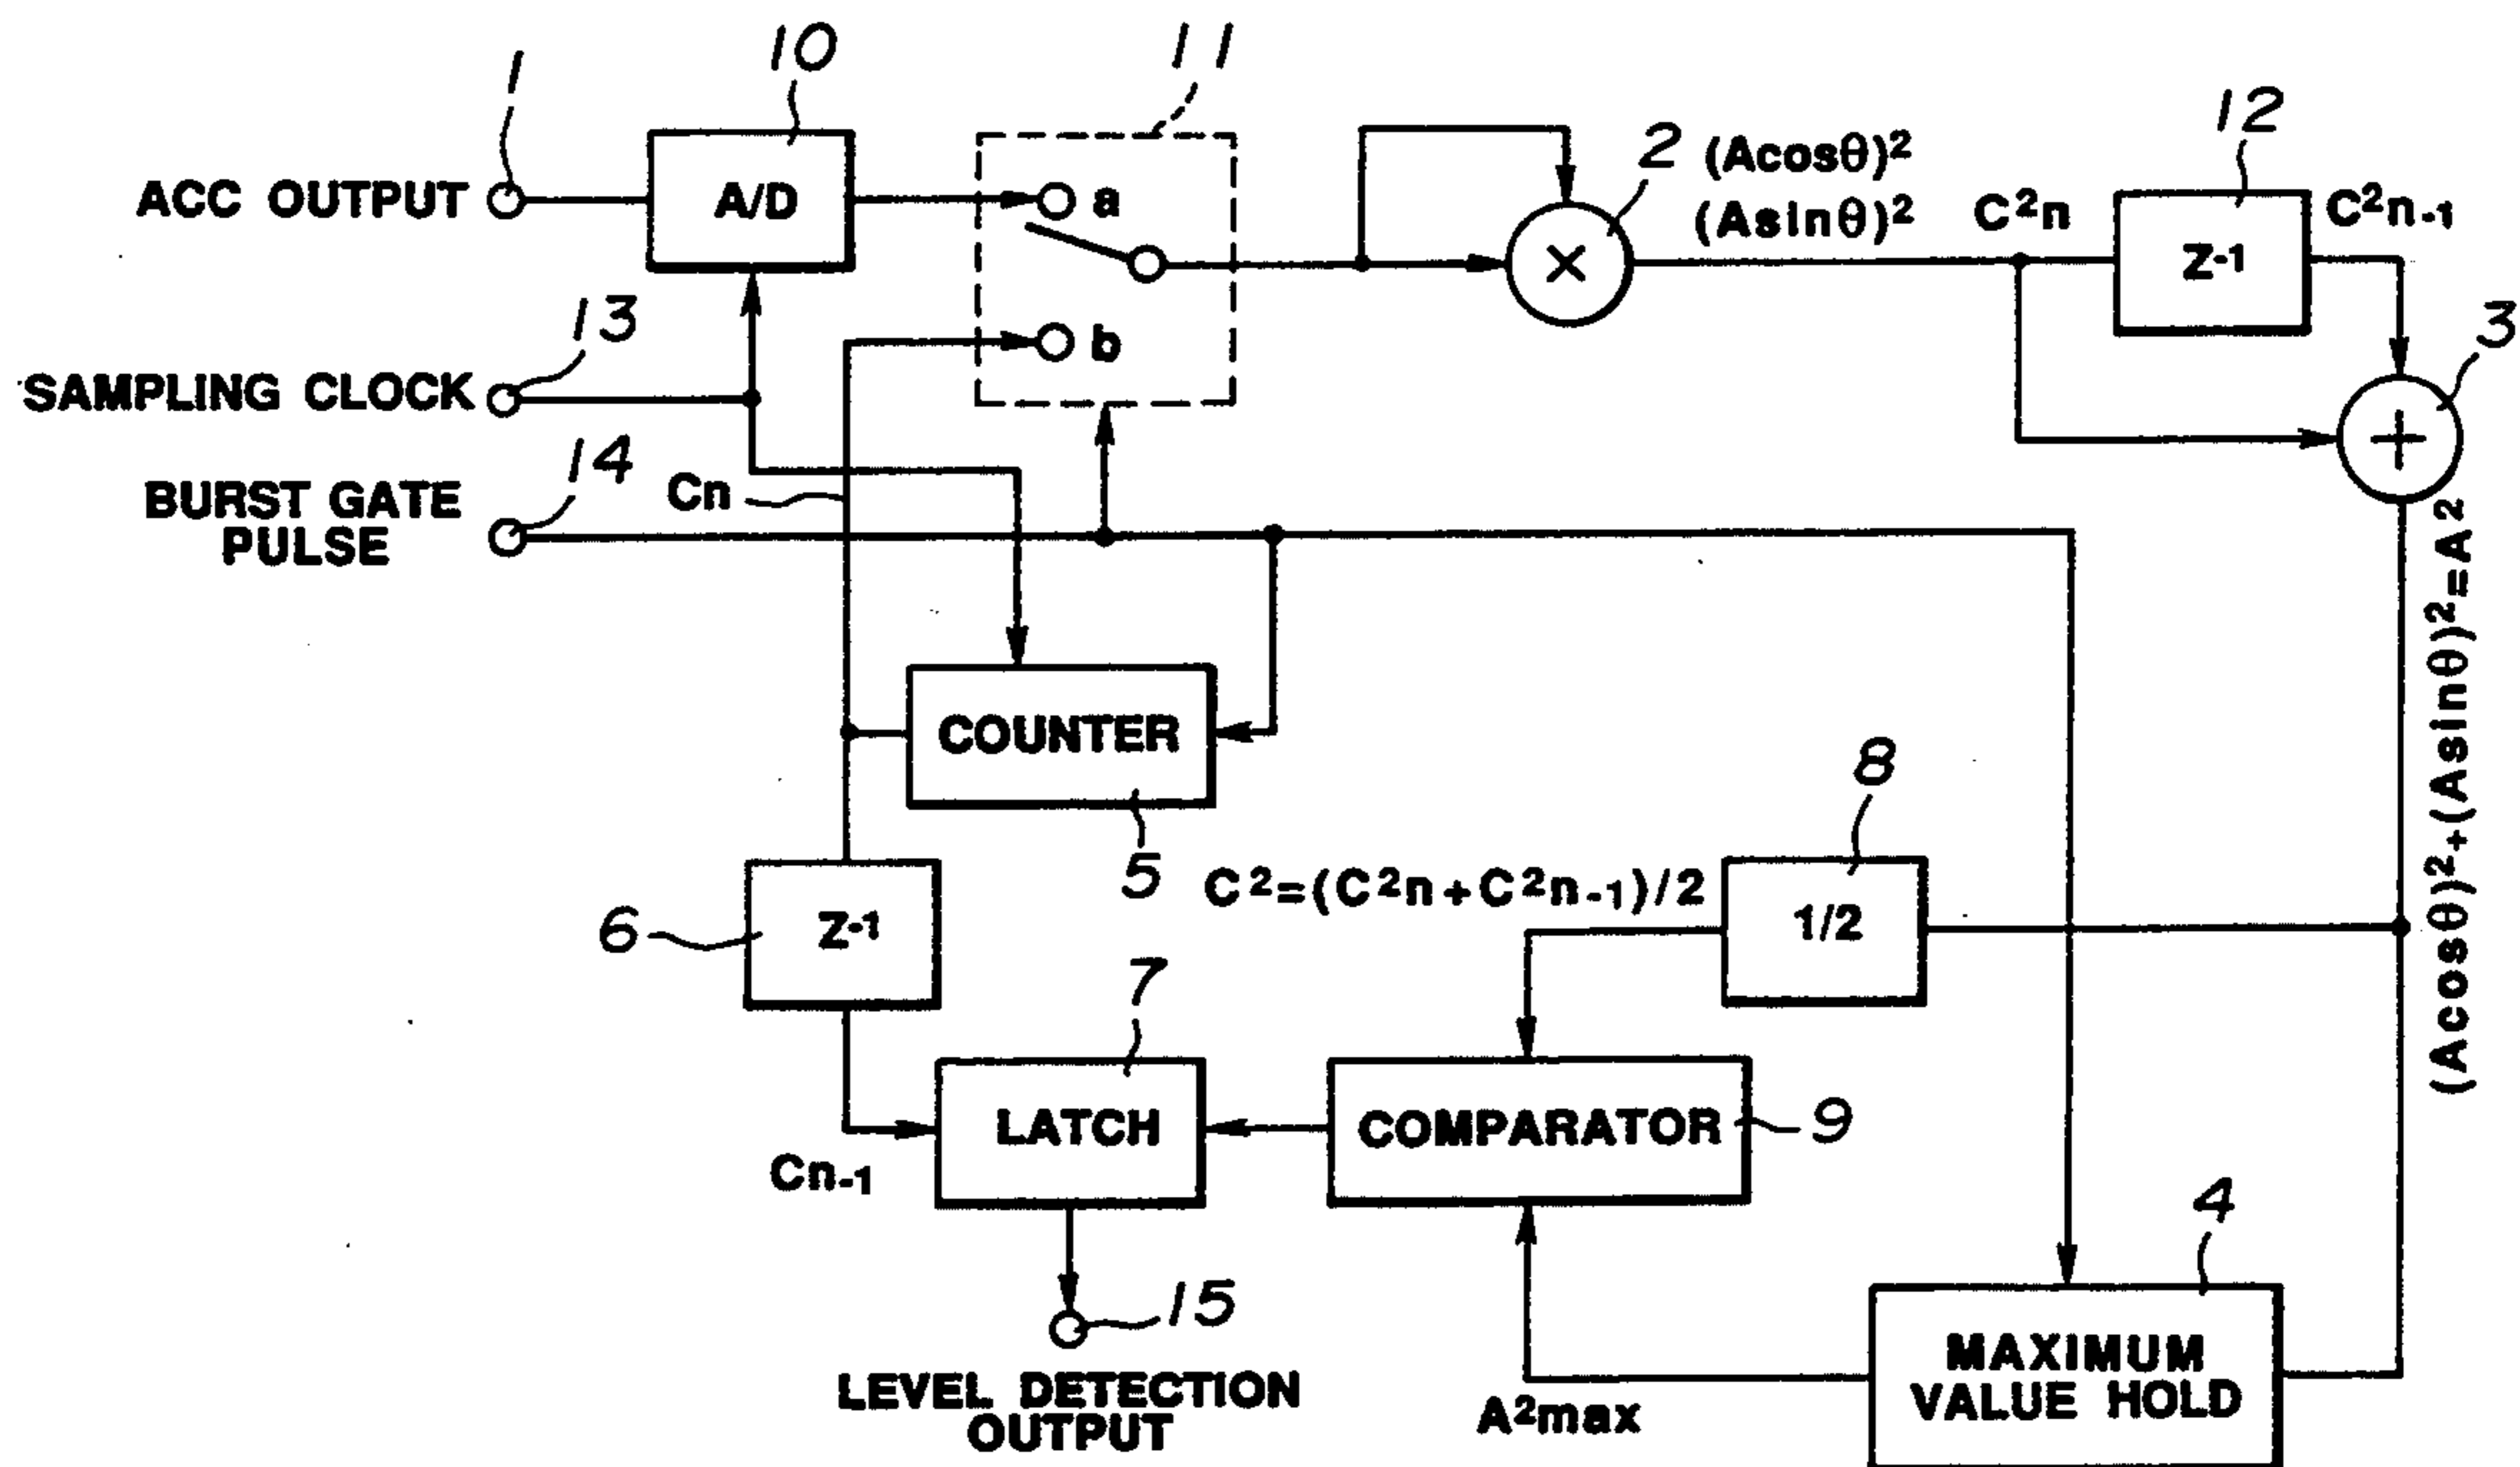 1
10
11
2
12
ACC OUTPUT
A/D
a
(Acosθ)²
(Asinθ)²
C²n
Z-1
C²n-1
b
3
13
SAMPLING CLOCK
14
BURST GATE
PULSE
Cn
COUNTER
5
(Acosθ)²+(Asinθ)²=A²
8
C²=(C²n+C²n-1)/2
1/2
6
Z-1
7
LATCH
COMPARATOR
9
Cn-1
4
15
MAXIMUM
VALUE HOLD
A²max
LEVEL DETECTION
OUTPUT